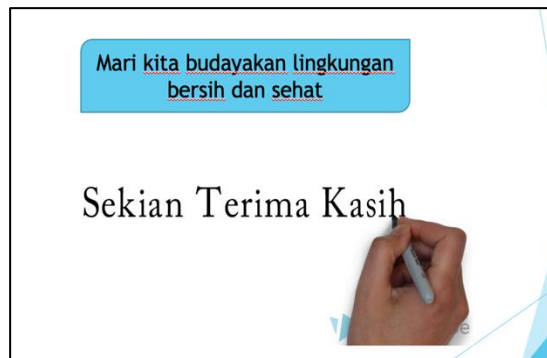 Mari kita budayakan lingkungan
bersih dan sehat
Sekian Terima Kasih